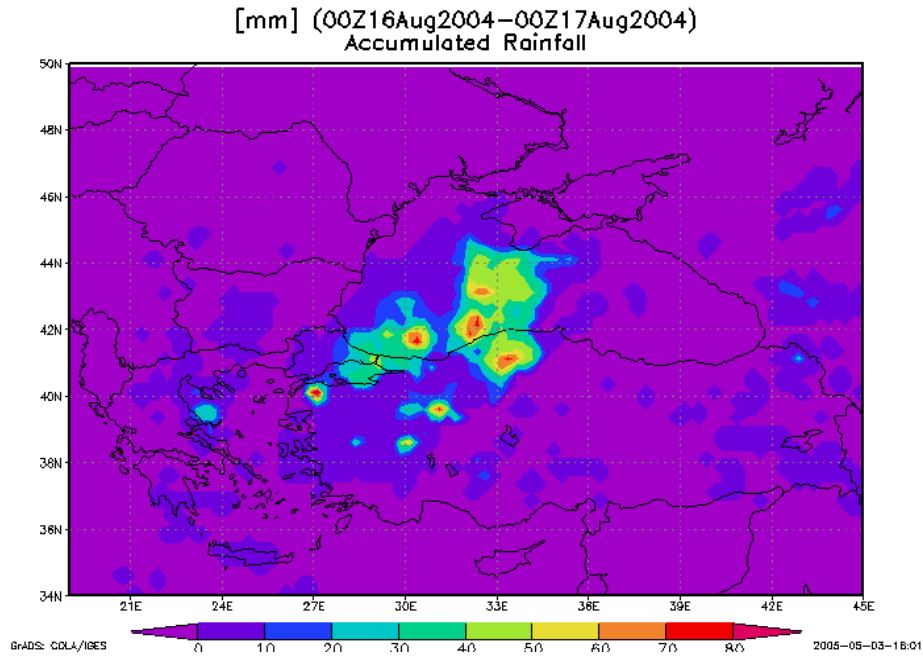 [mm] (00Z16Aug2004-00Z17Aug2004)
Accumulated Rainfall
50N
48N
46N
44N
42N
40N
38N
36N
34N
21E 24E 27E 30E 33E 36E 39E 42E 45E
0 10 20 30 40 50 60 70 80
GrADS: COLA/IGES 2005-05-03-16:01